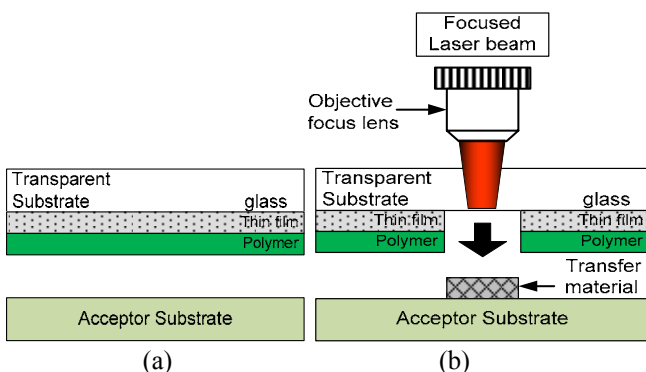 Transparent
Substrate
glass
Thin film
Polymer
Acceptor Substrate
(a)
Focused
Laser beam
Objective
focus lens
Transparent
Substrate
glass
Thin film
Thin film
Polymer
Polymer
Transfer
material
Acceptor Substrate
(b)